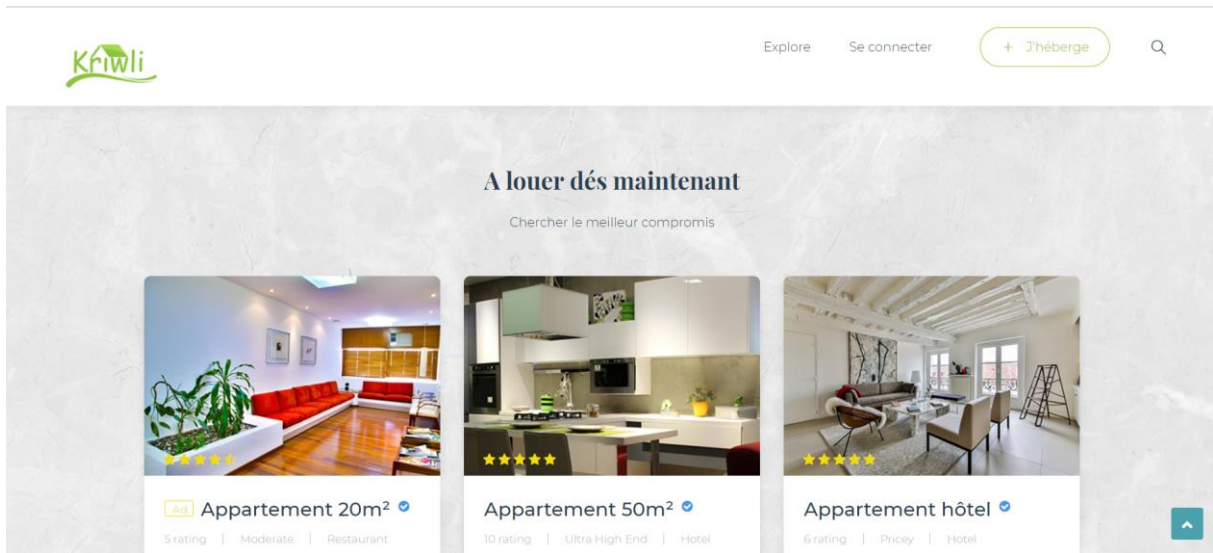 Kriwli
Explore Se connecter + J'héberge
A louer dés maintenant
Chercher le meilleur compromis
Ad Appartement 20m²
5 rating | Moderate | Restaurant
Appartement 50m²
10 rating | Ultra High End | Hotel
Appartement hôtel
6 rating | Pricey | Hotel